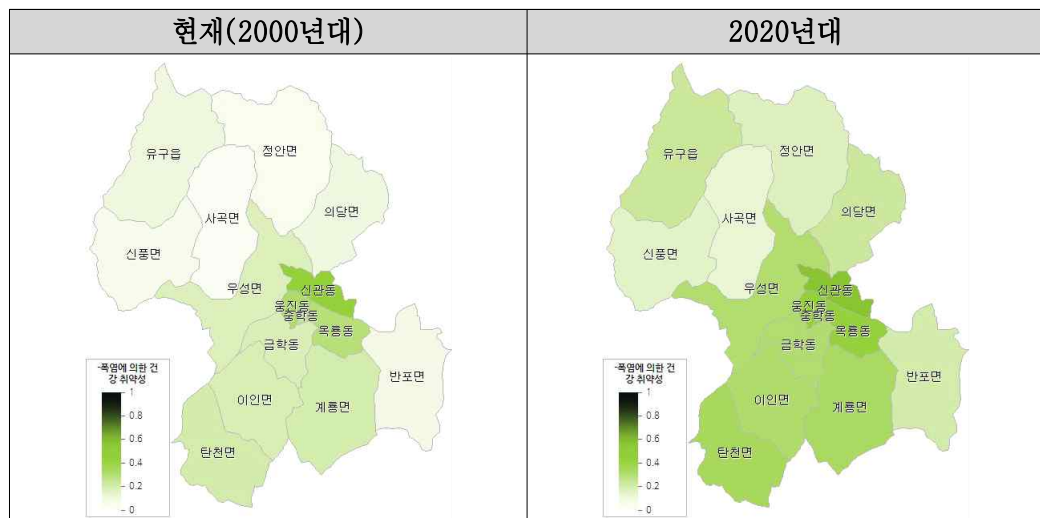 현재(2000년대)
2020년대
유구읍
정안면
사곡면
의당면
신풍면
우성면
신관동
웅진동
중학동
옥룡동
금학동
반포면
이인면
계룡면
탄천면
-폭염에 의한 건
강 취약성
1
0.8
0.6
0.4
0.2
0
유구읍
정안면
사곡면
의당면
신풍면
우성면
신관동
웅진동
중학동
옥룡동
금학동
반포면
이인면
계룡면
탄천면
-폭염에 의한 건
강 취약성
1
0.8
0.6
0.4
0.2
0